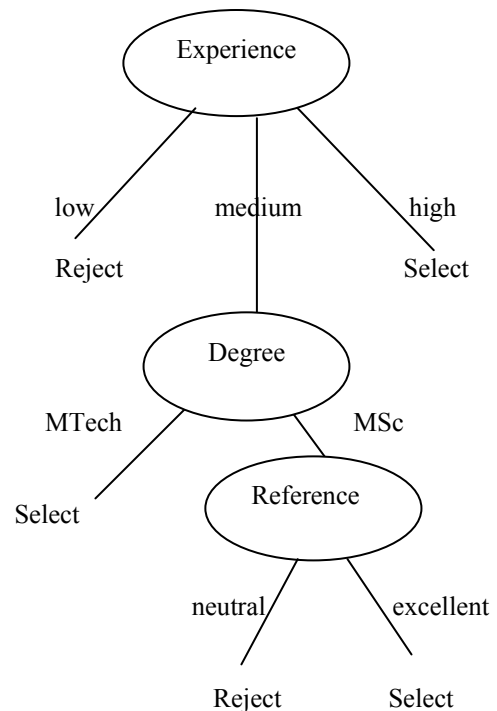 Experience
low medium high
Reject Select
Degree
MTech MSc
Select
Reference
neutral excellent
Reject Select